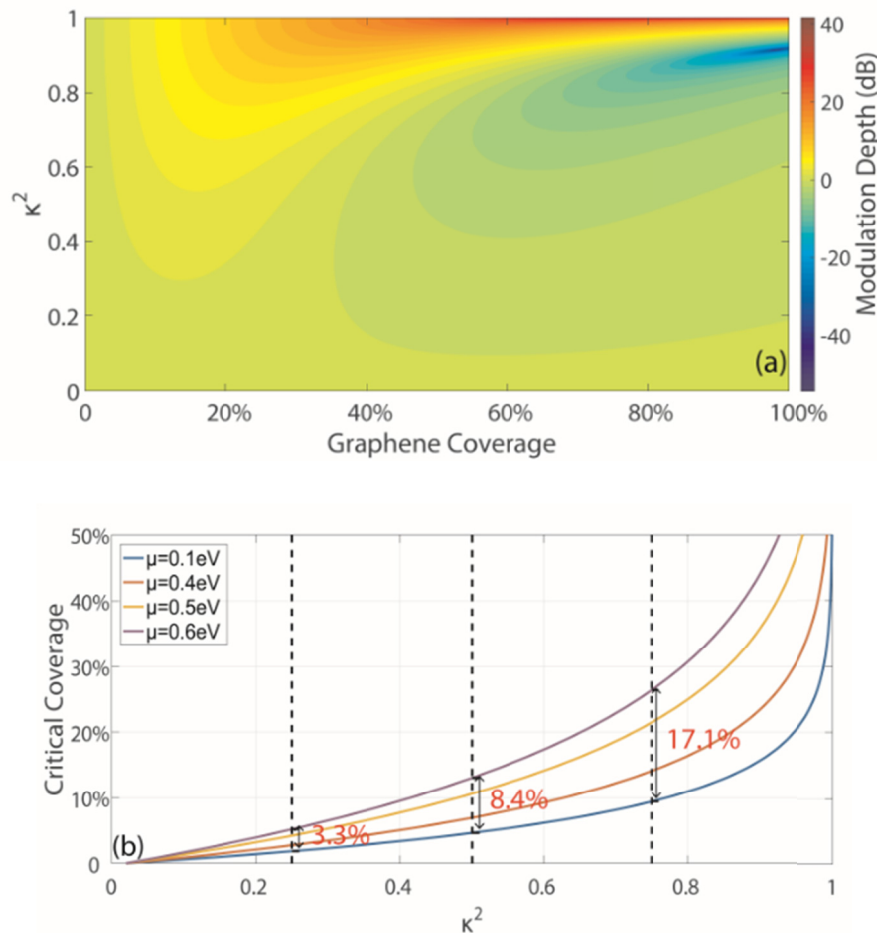 1
0.8
0.6
0.4
0.2
0
κ²
0
20%
40%
60%
80%
100%
Graphene Coverage
(a)
40
20
0
-20
-40
Modulation Depth (dB)
50%
40%
30%
20%
10%
0
Critical Coverage
μ=0.1eV
μ=0.4eV
μ=0.5eV
μ=0.6eV
3.3%
8.4%
17.1%
(b)
0
0.2
0.4
0.6
0.8
1
κ²